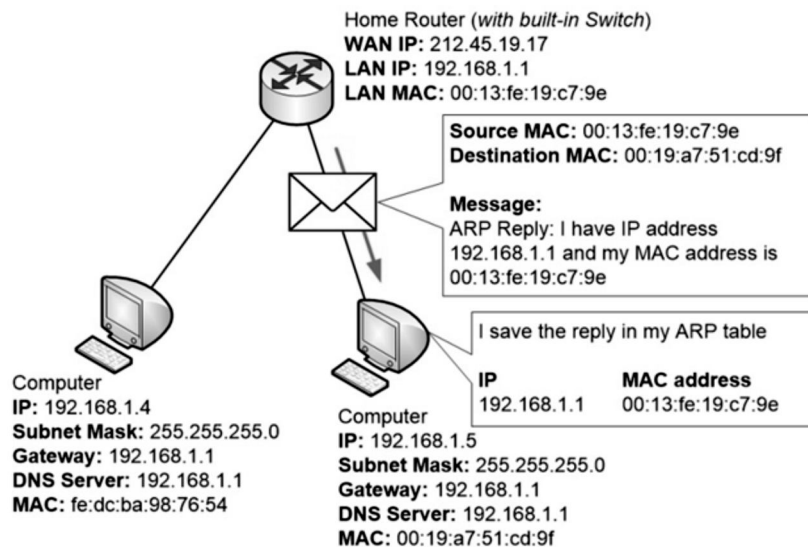 Home Router (with built-in Switch)
WAN IP: 212.45.19.17
LAN IP: 192.168.1.1
LAN MAC: 00:13:fe:19:c7:9e
Source MAC: 00:13:fe:19:c7:9e
Destination MAC: 00:19:a7:51:cd:9f
Message:
ARP Reply: I have IP address
192.168.1.1 and my MAC address is
00:13:fe:19:c7:9e
I save the reply in my ARP table
IP MAC address
192.168.1.1 00:13:fe:19:c7:9e
Computer
IP: 192.168.1.4
Subnet Mask: 255.255.255.0
Gateway: 192.168.1.1
DNS Server: 192.168.1.1
MAC: fe:dc:ba:98:76:54
Computer
IP: 192.168.1.5
Subnet Mask: 255.255.255.0
Gateway: 192.168.1.1
DNS Server: 192.168.1.1
MAC: 00:19:a7:51:cd:9f